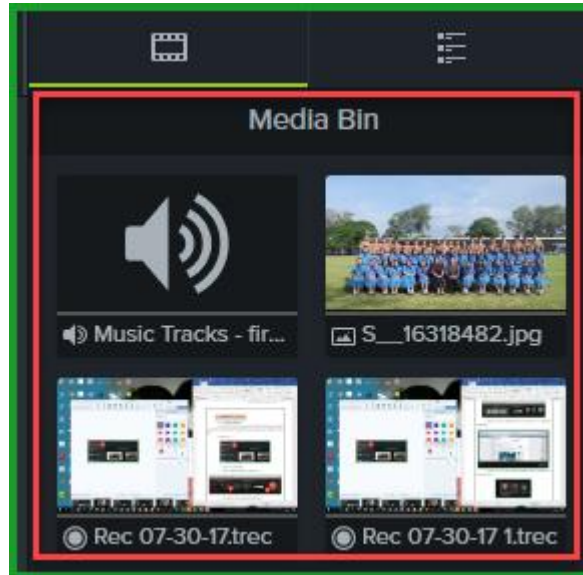 Media Bin
Music Tracks - fir...
S__16318482.jpg
Rec 07-30-17.trec
Rec 07-30-17 1.trec